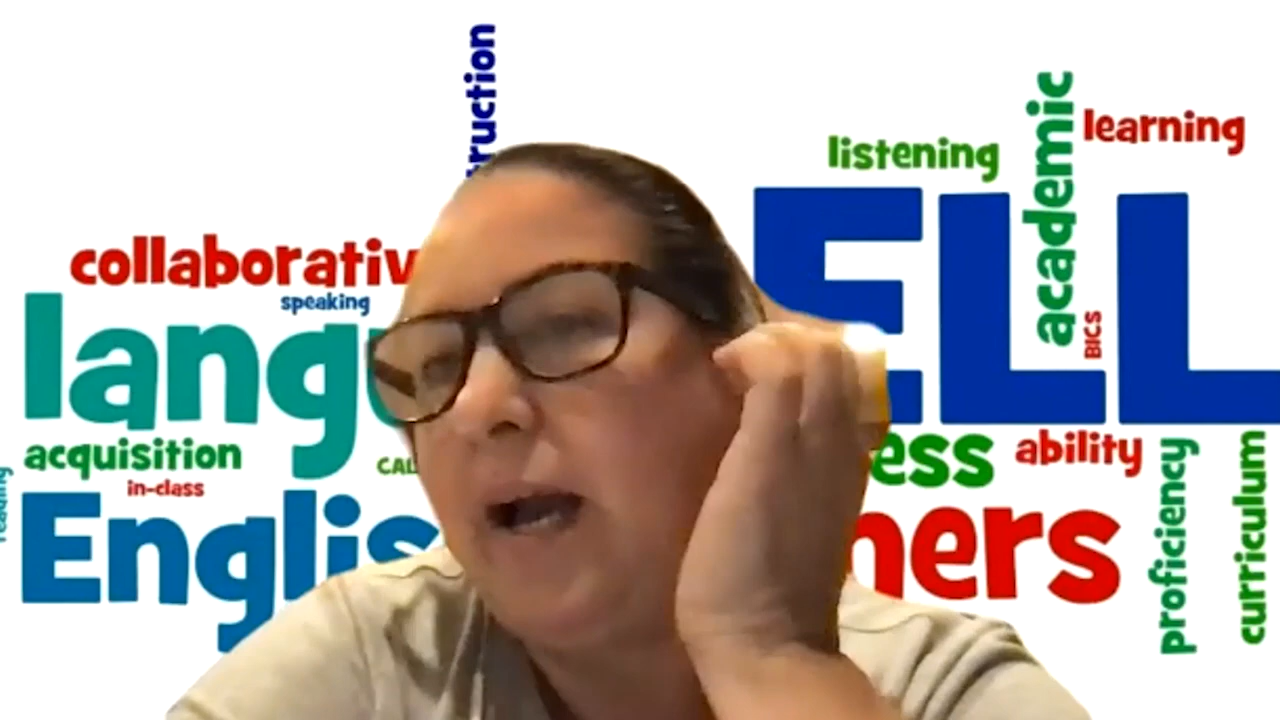 ruction
academic
learning
listening
ELL
collaborativ
speaking
langu
BICS
acquisition
CAL
in-class
ess
ability
proficiency
curriculum
Englis
ners